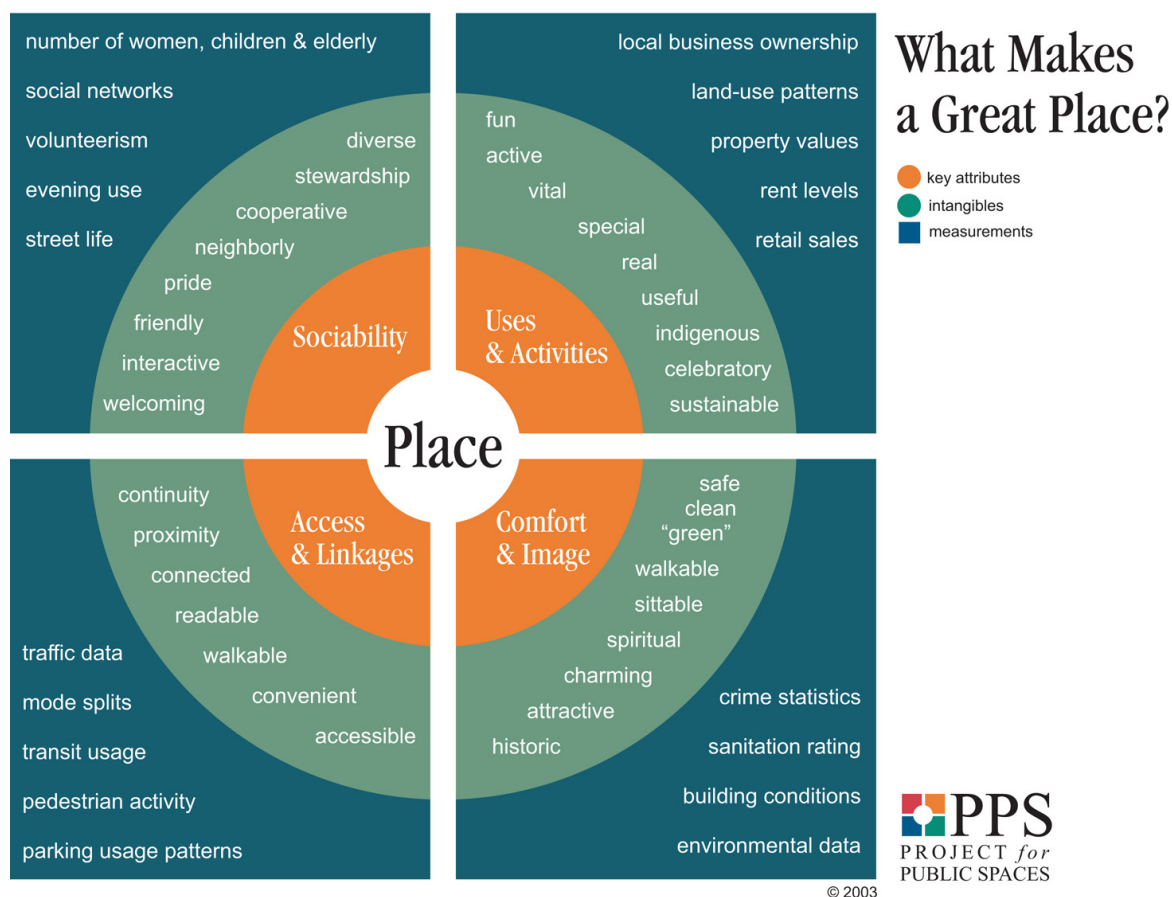 What Makes
a Great Place?
key attributes
intangibles
measurements
number of women, children & elderly
social networks
volunteerism
evening use
street life
diverse
stewardship
cooperative
neighborly
pride
friendly
interactive
welcoming
Sociability
local business ownership
land-use patterns
property values
rent levels
retail sales
fun
active
vital
special
real
useful
indigenous
celebratory
sustainable
Uses
& Activities
Place
Access
& Linkages
continuity
proximity
connected
readable
walkable
convenient
accessible
traffic data
mode splits
transit usage
pedestrian activity
parking usage patterns
Comfort
& Image
safe
clean
“green”
walkable
sittable
spiritual
charming
attractive
historic
crime statistics
sanitation rating
building conditions
environmental data
PPS
PROJECT for
PUBLIC SPACES
© 2003